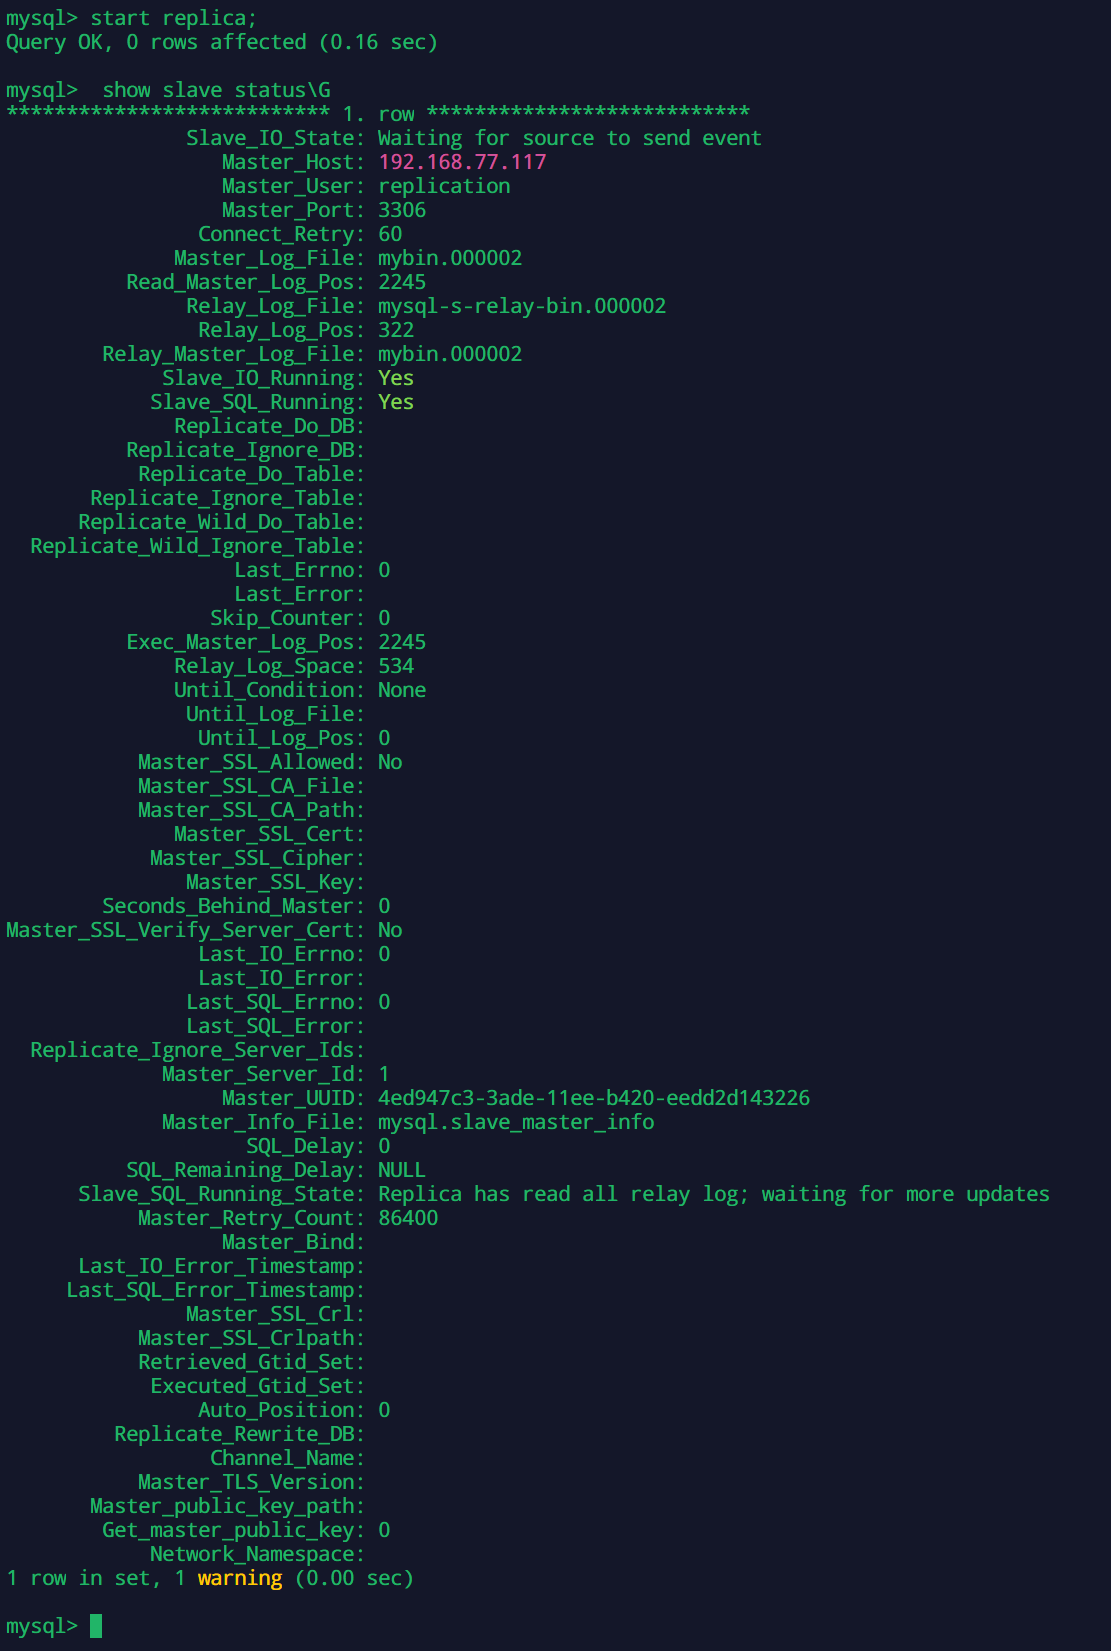 mysql> start replica;
Query OK, 0 rows affected (0.16 sec)
mysql>  show slave status\G
*************************** 1. row ***************************
Slave_IO_State: Waiting for source to send event
Master_Host: 192.168.77.117
Master_User: replication
Master_Port: 3306
Connect_Retry: 60
Master_Log_File: mybin.000002
Read_Master_Log_Pos: 2245
Relay_Log_File: mysql-s-relay-bin.000002
Relay_Log_Pos: 322
Relay_Master_Log_File: mybin.000002
Slave_IO_Running: Yes
Slave_SQL_Running: Yes
Replicate_Do_DB:
Replicate_Ignore_DB:
Replicate_Do_Table:
Replicate_Ignore_Table:
Replicate_Wild_Do_Table:
Replicate_Wild_Ignore_Table:
Last_Errno: 0
Last_Error:
Skip_Counter: 0
Exec_Master_Log_Pos: 2245
Relay_Log_Space: 534
Until_Condition: None
Until_Log_File:
Until_Log_Pos: 0
Master_SSL_Allowed: No
Master_SSL_CA_File:
Master_SSL_CA_Path:
Master_SSL_Cert:
Master_SSL_Cipher:
Master_SSL_Key:
Seconds_Behind_Master: 0
Master_SSL_Verify_Server_Cert: No
Last_IO_Errno: 0
Last_IO_Error:
Last_SQL_Errno: 0
Last_SQL_Error:
Replicate_Ignore_Server_Ids:
Master_Server_Id: 1
Master_UUID: 4ed947c3-3ade-11ee-b420-eedd2d143226
Master_Info_File: mysql.slave_master_info
SQL_Delay: 0
SQL_Remaining_Delay: NULL
Slave_SQL_Running_State: Replica has read all relay log; waiting for more updates
Master_Retry_Count: 86400
Master_Bind:
Last_IO_Error_Timestamp:
Last_SQL_Error_Timestamp:
Master_SSL_Crl:
Master_SSL_Crlpath:
Retrieved_Gtid_Set:
Executed_Gtid_Set:
Auto_Position: 0
Replicate_Rewrite_DB:
Channel_Name:
Master_TLS_Version:
Master_public_key_path:
Get_master_public_key: 0
Network_Namespace:
1 row in set, 1 warning (0.00 sec)
mysql>